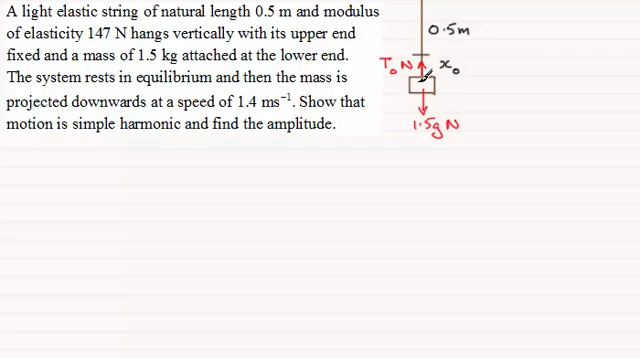 A light elastic string of natural length 0.5 m and modulus
of elasticity 147 N hangs vertically with its upper end
fixed and a mass of 1.5 kg attached at the lower end.
The system rests in equilibrium and then the mass is
projected downwards at a speed of 1.4 ms⁻¹. Show that
motion is simple harmonic and find the amplitude.
0.5m
T₀ N x₀
1.5g N